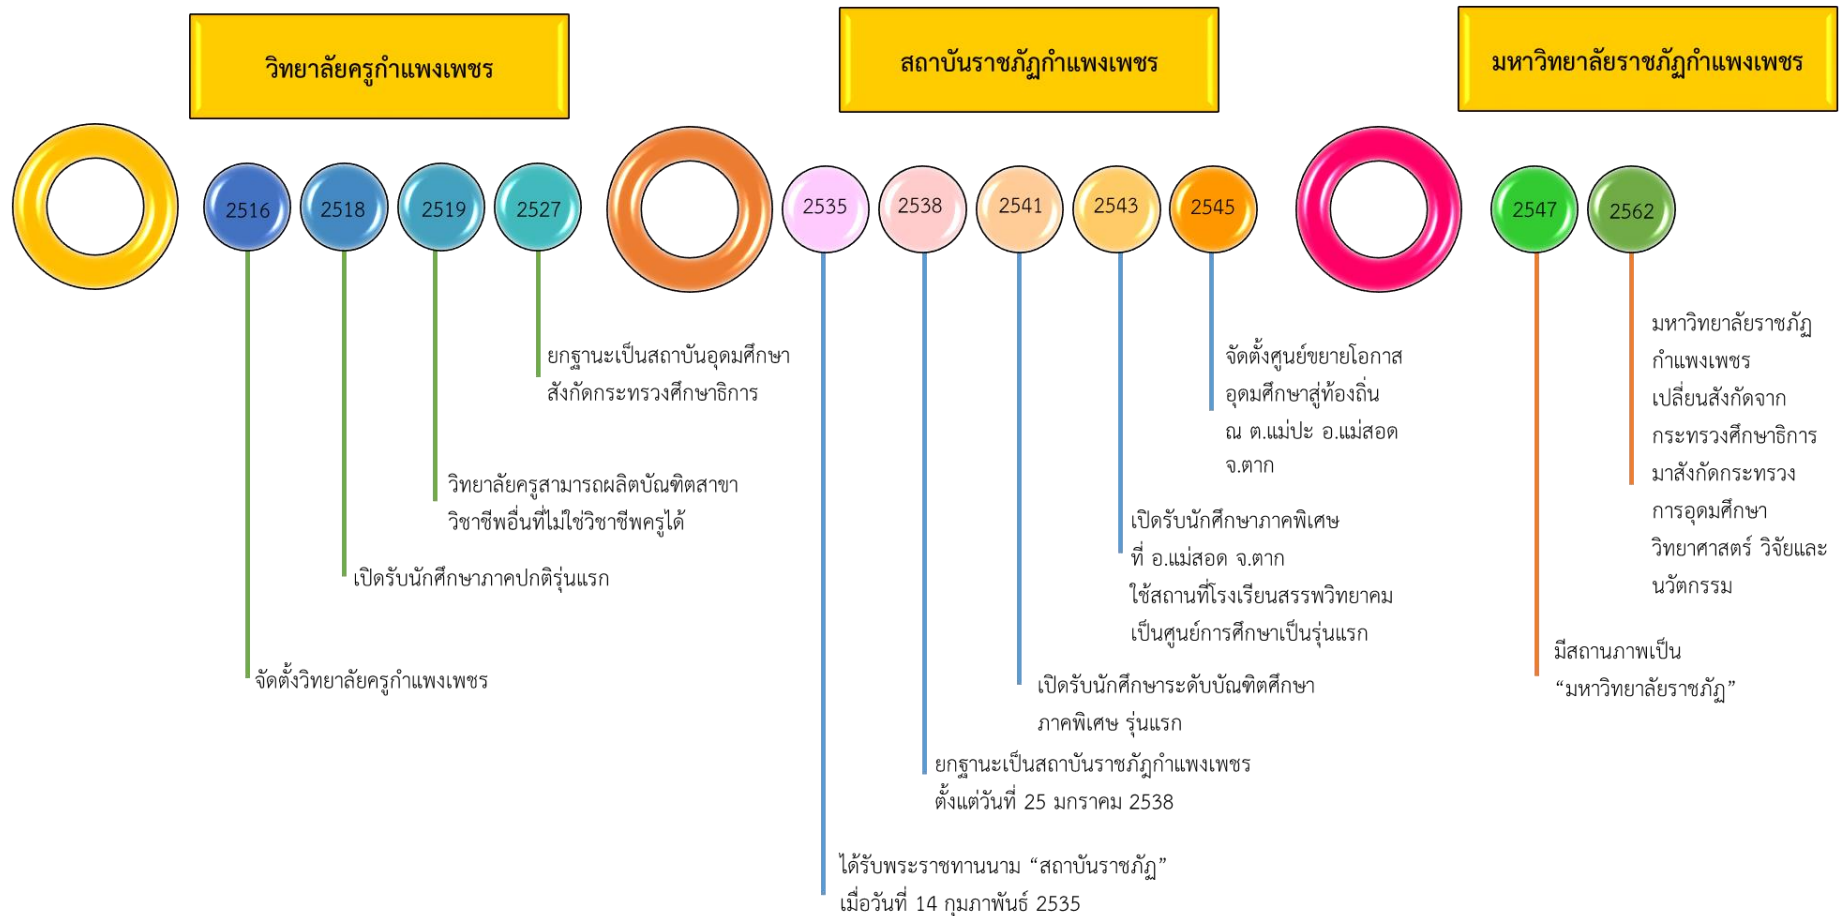 วิทยาลัยครูกำแพงเพชร
สถาบันราชภัฏกำแพงเพชร
มหาวิทยาลัยราชภัฏกำแพงเพชร
2516
2518
2519
2527
2535
2538
2541
2543
2545
2547
2562
จัดตั้งวิทยาลัยครูกำแพงเพชร
เปิดรับนักศึกษาภาคปกติรุ่นแรก
วิทยาลัยครูสามารถผลิตบัณฑิตสาขา
วิชาชีพอื่นที่ไม่ใช่วิชาชีพครูได้
ยกฐานะเป็นสถาบันอุดมศึกษา
สังกัดกระทรวงศึกษาธิการ
ได้รับพระราชทานนาม “สถาบันราชภัฏ”
เมื่อวันที่ 14 กุมภาพันธ์ 2535
ยกฐานะเป็นสถาบันราชภัฎกำแพงเพชร
ตั้งแต่วันที่ 25 มกราคม 2538
เปิดรับนักศึกษาระดับบัณฑิตศึกษา
ภาคพิเศษ รุ่นแรก
เปิดรับนักศึกษาภาคพิเศษ
ที่ อ.แม่สอด จ.ตาก
ใช้สถานที่โรงเรียนสรรพวิทยาคม
เป็นศูนย์การศึกษาเป็นรุ่นแรก
จัดตั้งศูนย์ขยายโอกาส
อุดมศึกษาสู่ท้องถิ่น
ณ ต.แม่ปะ อ.แม่สอด
จ.ตาก
มีสถานภาพเป็น
“มหาวิทยาลัยราชภัฏ”
มหาวิทยาลัยราชภัฏ
กำแพงเพชร
เปลี่ยนสังกัดจาก
กระทรวงศึกษาธิการ
มาสังกัดกระทรวง
การอุดมศึกษา
วิทยาศาสตร์ วิจัยและ
นวัตกรรม